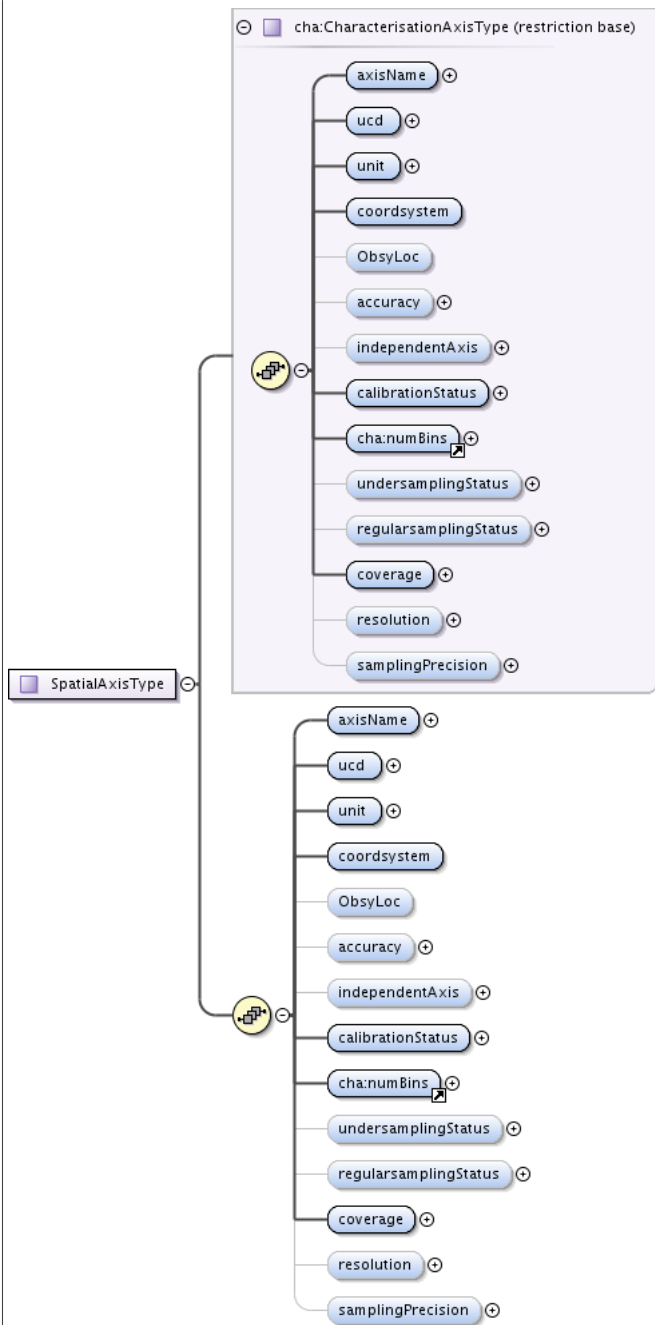 cha:CharacterisationAxisType (restriction base)
axisName
ucd
unit
coordsystem
ObsyLoc
accuracy
independentAxis
calibrationStatus
cha:numBins
undersamplingStatus
regularsamplingStatus
coverage
resolution
samplingPrecision
SpatialAxisType
axisName
ucd
unit
coordsystem
ObsyLoc
accuracy
independentAxis
calibrationStatus
cha:numBins
undersamplingStatus
regularsamplingStatus
coverage
resolution
samplingPrecision